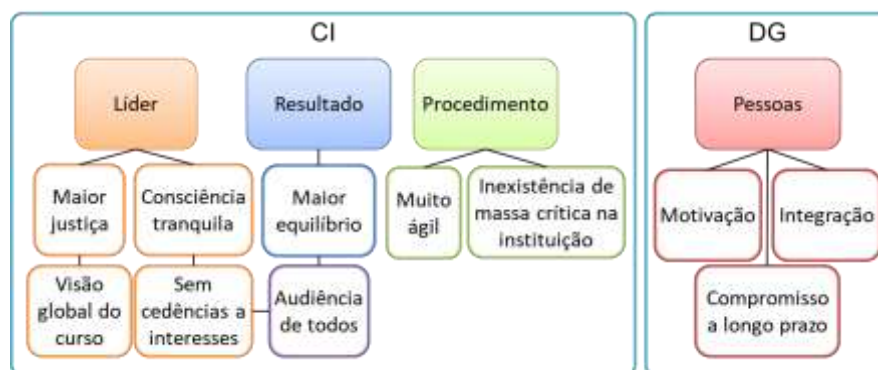 CI
DG
Líder
Resultado
Procedimento
Pessoas
Maior
justiça
Consciência
tranquila
Maior
equilíbrio
Muito
ágil
Inexistência de
massa crítica na
instituição
Motivação
Integração
Visão
global do
curso
Sem
cedências a
interesses
Audiência
de todos
Compromisso
a longo prazo